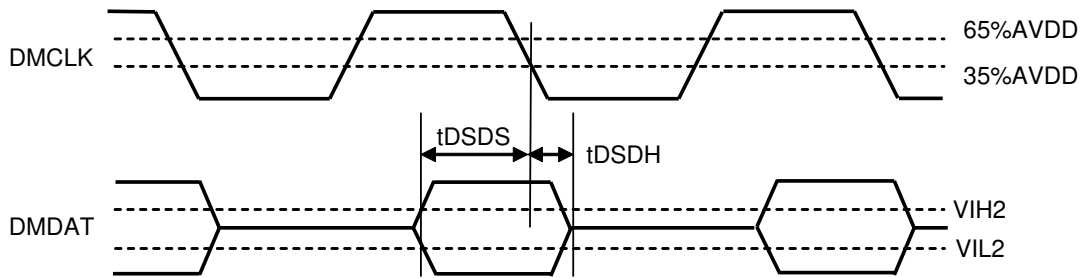 65%AVDD
DMCLK
35%AVDD
tDSDS
tDSDH
VIH2
DMDAT
VIL2